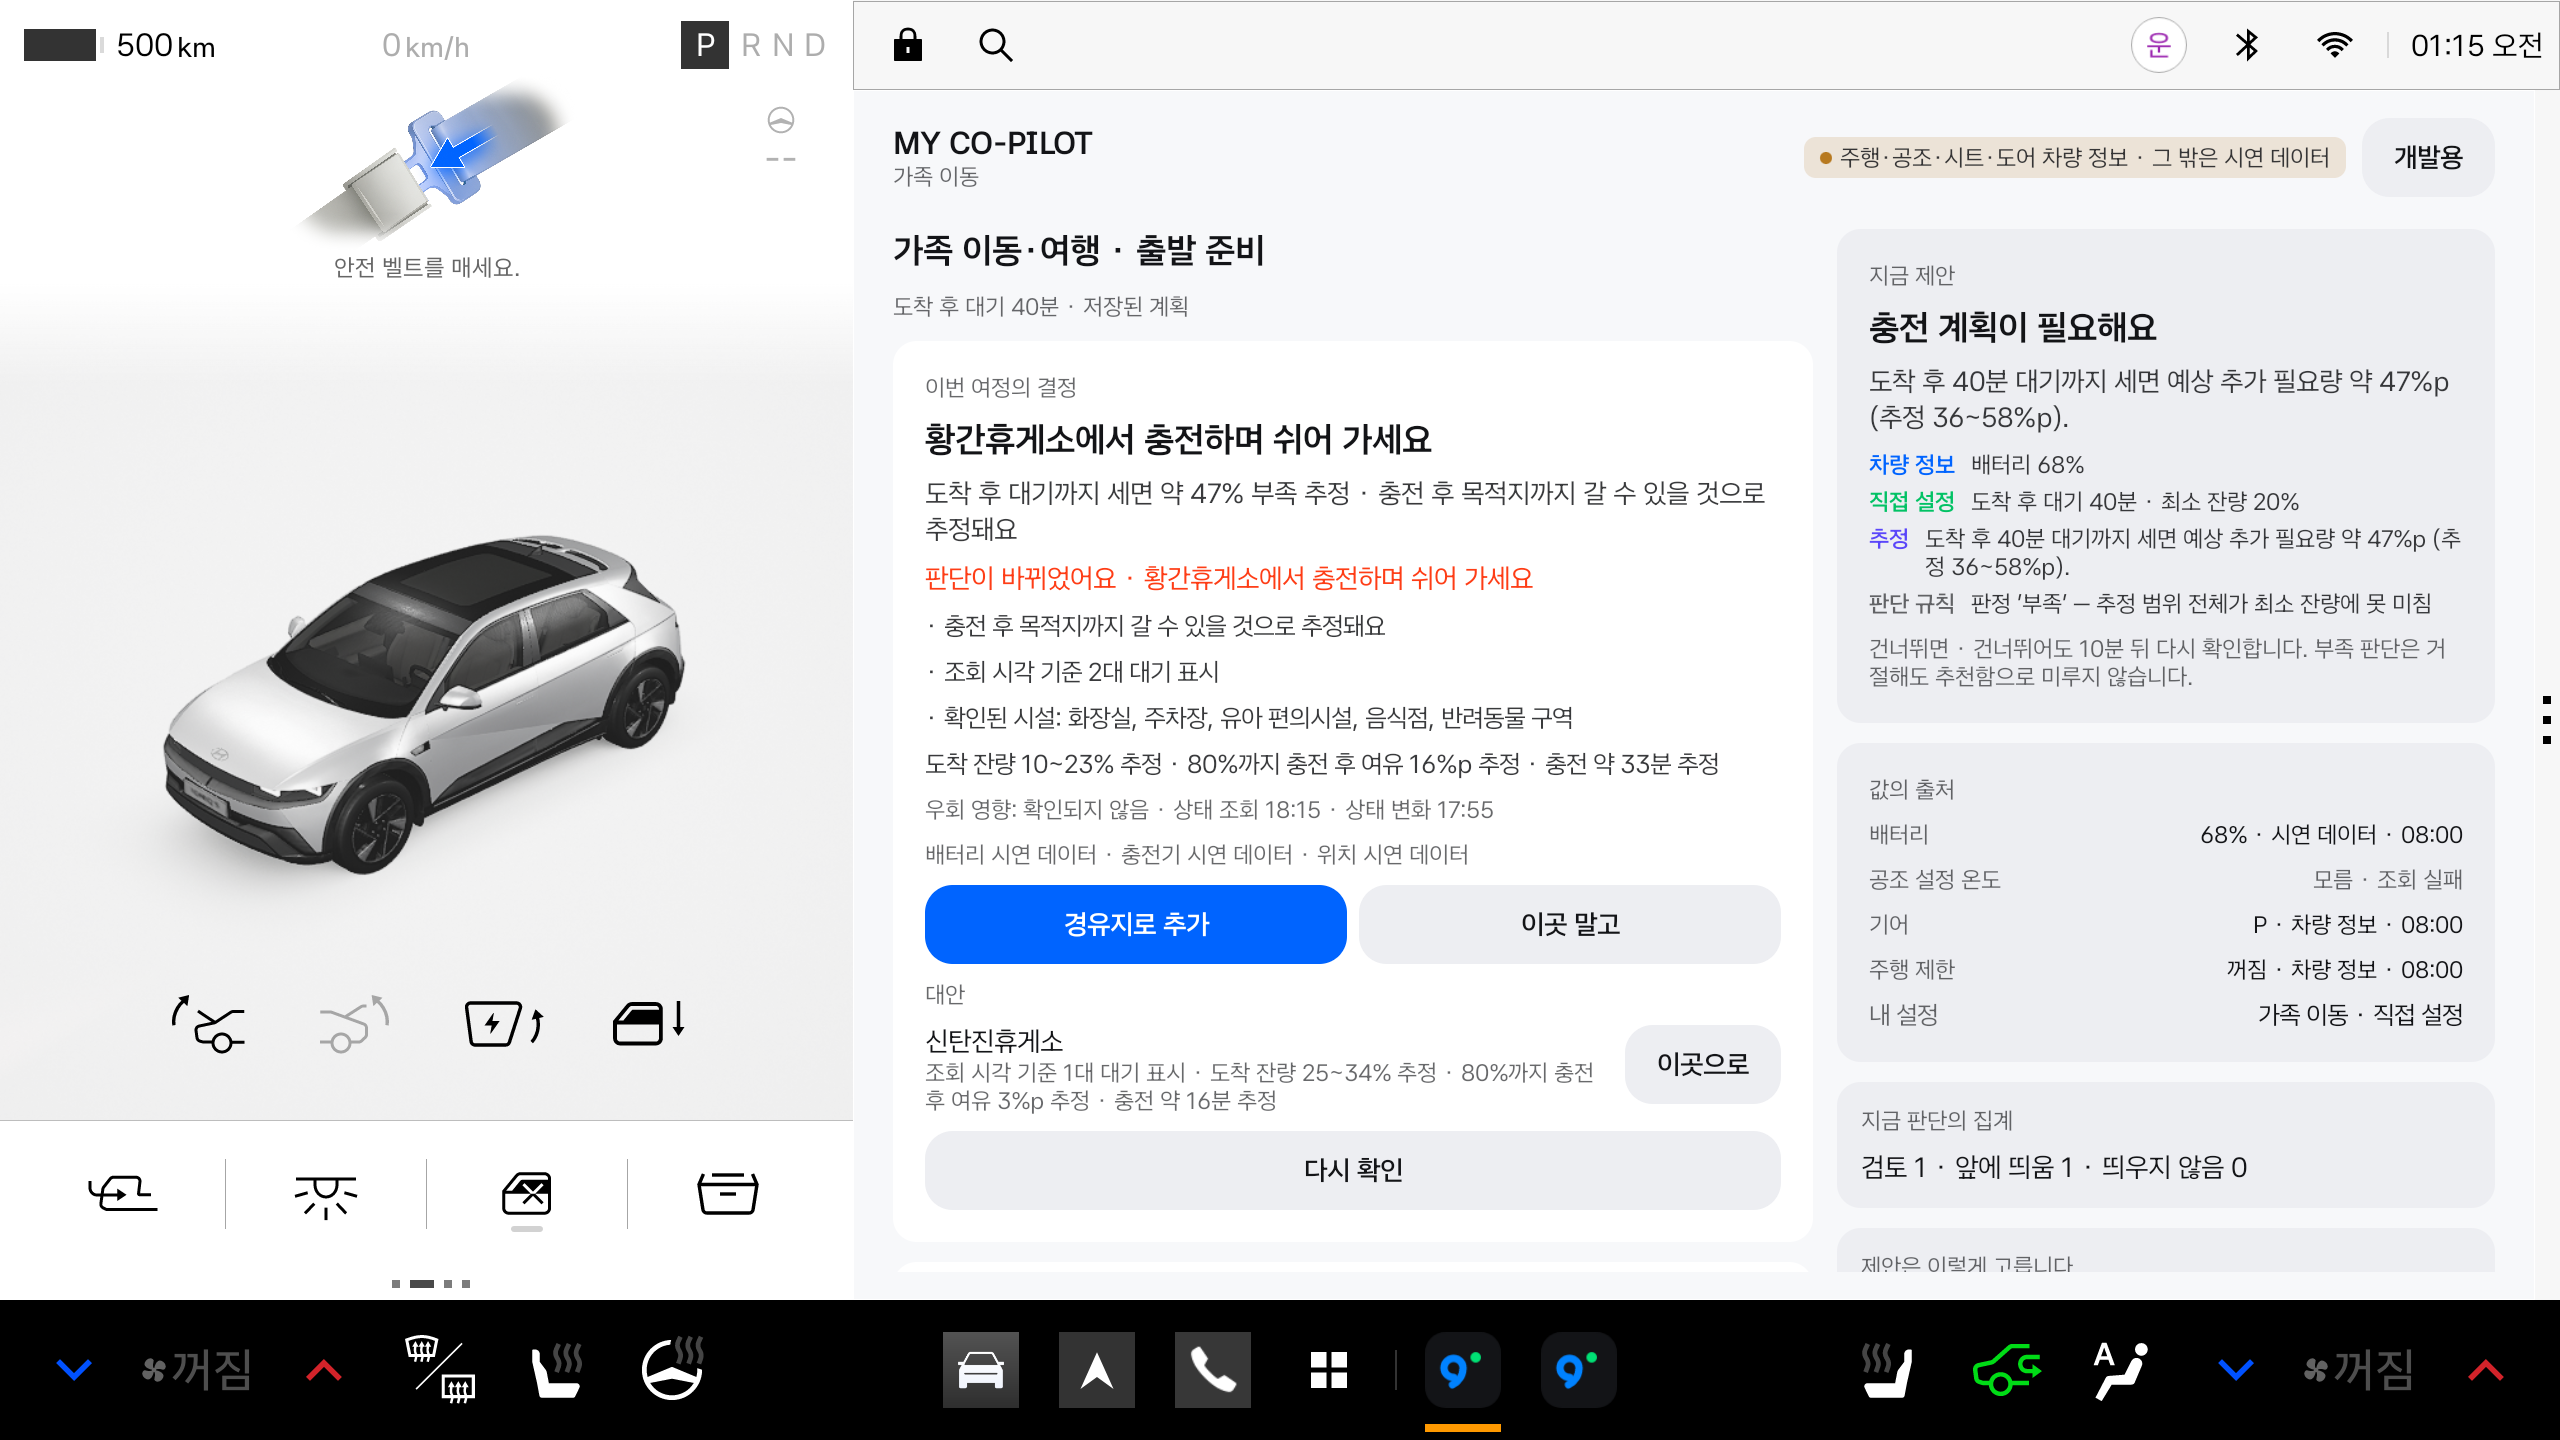 500 km
0 km/h
P R N D
안전 벨트를 매세요.
운
01:15 오전
MY CO-PILOT
가족 이동
주행·공조·시트·도어 차량 정보 · 그 밖은 시연 데이터
개발용
가족 이동·여행 · 출발 준비
도착 후 대기 40분 · 저장된 계획
이번 여정의 결정
황간휴게소에서 충전하며 쉬어 가세요
도착 후 대기까지 세면 약 47% 부족 추정 · 충전 후 목적지까지 갈 수 있을 것으로
추정돼요
판단이 바뀌었어요 · 황간휴게소에서 충전하며 쉬어 가세요
· 충전 후 목적지까지 갈 수 있을 것으로 추정돼요
· 조회 시각 기준 2대 대기 표시
· 확인된 시설: 화장실, 주차장, 유아 편의시설, 음식점, 반려동물 구역
도착 잔량 10~23% 추정 · 80%까지 충전 후 여유 16%p 추정 · 충전 약 33분 추정
우회 영향: 확인되지 않음 · 상태 조회 18:15 · 상태 변화 17:55
배터리 시연 데이터 · 충전기 시연 데이터 · 위치 시연 데이터
경유지로 추가
이곳 말고
대안
신탄진휴게소
조회 시각 기준 1대 대기 표시 · 도착 잔량 25~34% 추정 · 80%까지 충전
후 여유 3%p 추정 · 충전 약 16분 추정
이곳으로
다시 확인
지금 제안
충전 계획이 필요해요
도착 후 40분 대기까지 세면 예상 추가 필요량 약 47%p
(추정 36~58%p).
차량 정보 배터리 68%
직접 설정 도착 후 대기 40분 · 최소 잔량 20%
추정 도착 후 40분 대기까지 세면 예상 추가 필요량 약 47%p (추
정 36~58%p).
판단 규칙 판정 '부족' — 추정 범위 전체가 최소 잔량에 못 미침
건너뛰면 · 건너뛰어도 10분 뒤 다시 확인합니다. 부족 판단은 거
절해도 추천함으로 미루지 않습니다.
값의 출처
배터리 68% · 시연 데이터 · 08:00
공조 설정 온도 모름 · 조회 실패
기어 P · 차량 정보 · 08:00
주행 제한 꺼짐 · 차량 정보 · 08:00
내 설정 가족 이동 · 직접 설정
지금 판단의 집계
검토 1 · 앞에 띄움 1 · 띄우지 않음 0
제안은 이렇게 고릅니다
꺼짐
A
꺼짐